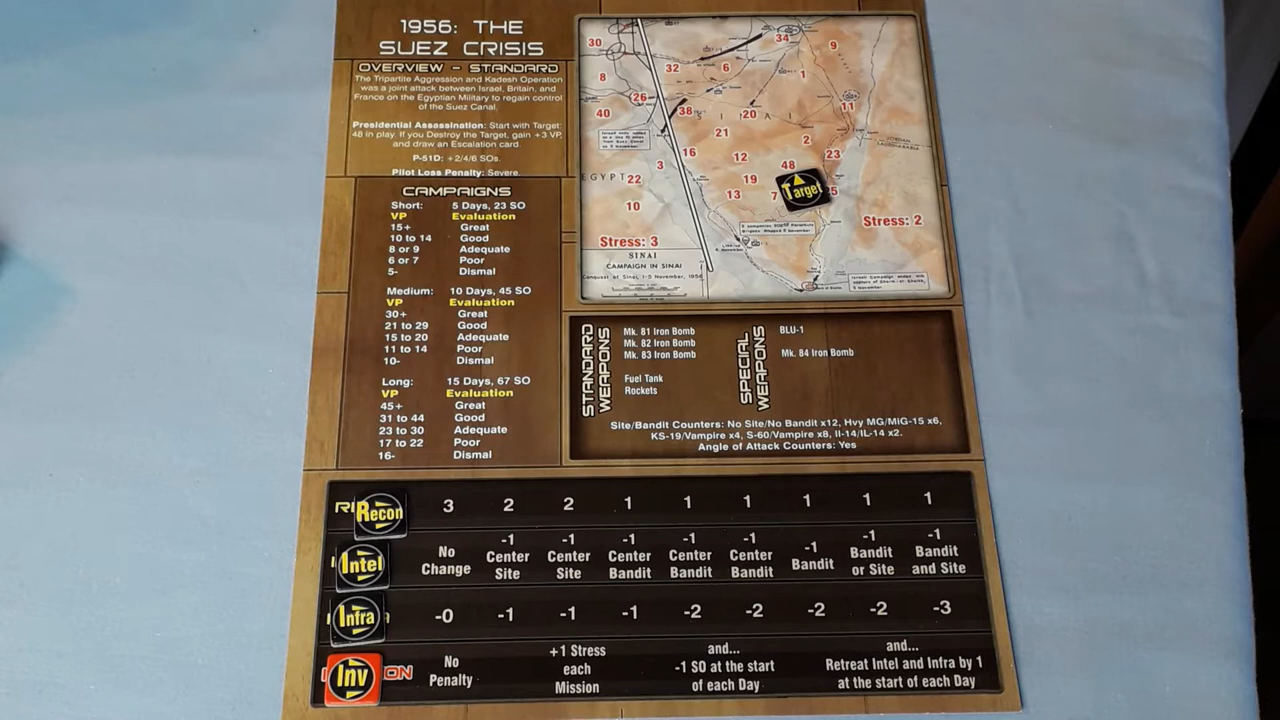 1956: THE
SUEZ CRISIS
OVERVIEW - STANDARD
The Tripartite Aggression and Kadesh Operation
was a joint attack between Israel, Britain, and
France on the Egyptian Military to regain control
of the Suez Canal.
Presidential Assassination: Start with Target
48 in play. If you Destroy the Target, gain +3 VP,
and draw an Escalation card.
P-51D: +2/4/6 SOs.
Pilot Loss Penalty: Severe.
CAMPAIGNS
Short: 5 Days, 23 SO
VP Evaluation
15+ Great
10 to 14 Good
8 or 9 Adequate
6 or 7 Poor
5- Dismal
Medium: 10 Days, 45 SO
VP Evaluation
30+ Great
21 to 29 Good
15 to 20 Adequate
11 to 14 Poor
10- Dismal
Long: 15 Days, 67 SO
VP Evaluation
45+ Great
31 to 44 Good
23 to 30 Adequate
17 to 22 Poor
16- Dismal
30
34
9
8
32
6
1
26
11
40
38
20
SINAI
21
2
16
12
23
3
48
EGYPT
22
19
13
7
Target
25
10
Stress: 2
Stress: 3
SINAI
CAMPAIGN IN SINAI
Conquest of Sinai, 1-5 November, 1956
STANDARD
WEAPONS
Mk. 81 Iron Bomb
Mk. 82 Iron Bomb
Mk. 83 Iron Bomb
Fuel Tank
Rockets
SPECIAL
WEAPONS
BLU-1
Mk. 84 Iron Bomb
Site/Bandit Counters: No Site/No Bandit x12, Hvy MG/MiG-15 x6,
KS-19/Vampire x4, S-60/Vampire x8, Il-14/IL-14 x2.
Angle of Attack Counters: Yes
Recon 3 2 2 1 1 1 1 1 1
Intel
No
Change
-1
Center
Site
-1
Center
Site
-1
Center
Bandit
-1
Center
Bandit
-1
Center
Bandit
-1
Bandit
-1
Bandit
or Site
-1
Bandit
and Site
Infra -0 -1 -1 -1 -2 -2 -2 -2 -3
Inv
ON
No
Penalty
+1 Stress
each
Mission
and...
-1 SO at the start
of each Day
and...
Retreat Intel and Infra by 1
at the start of each Day